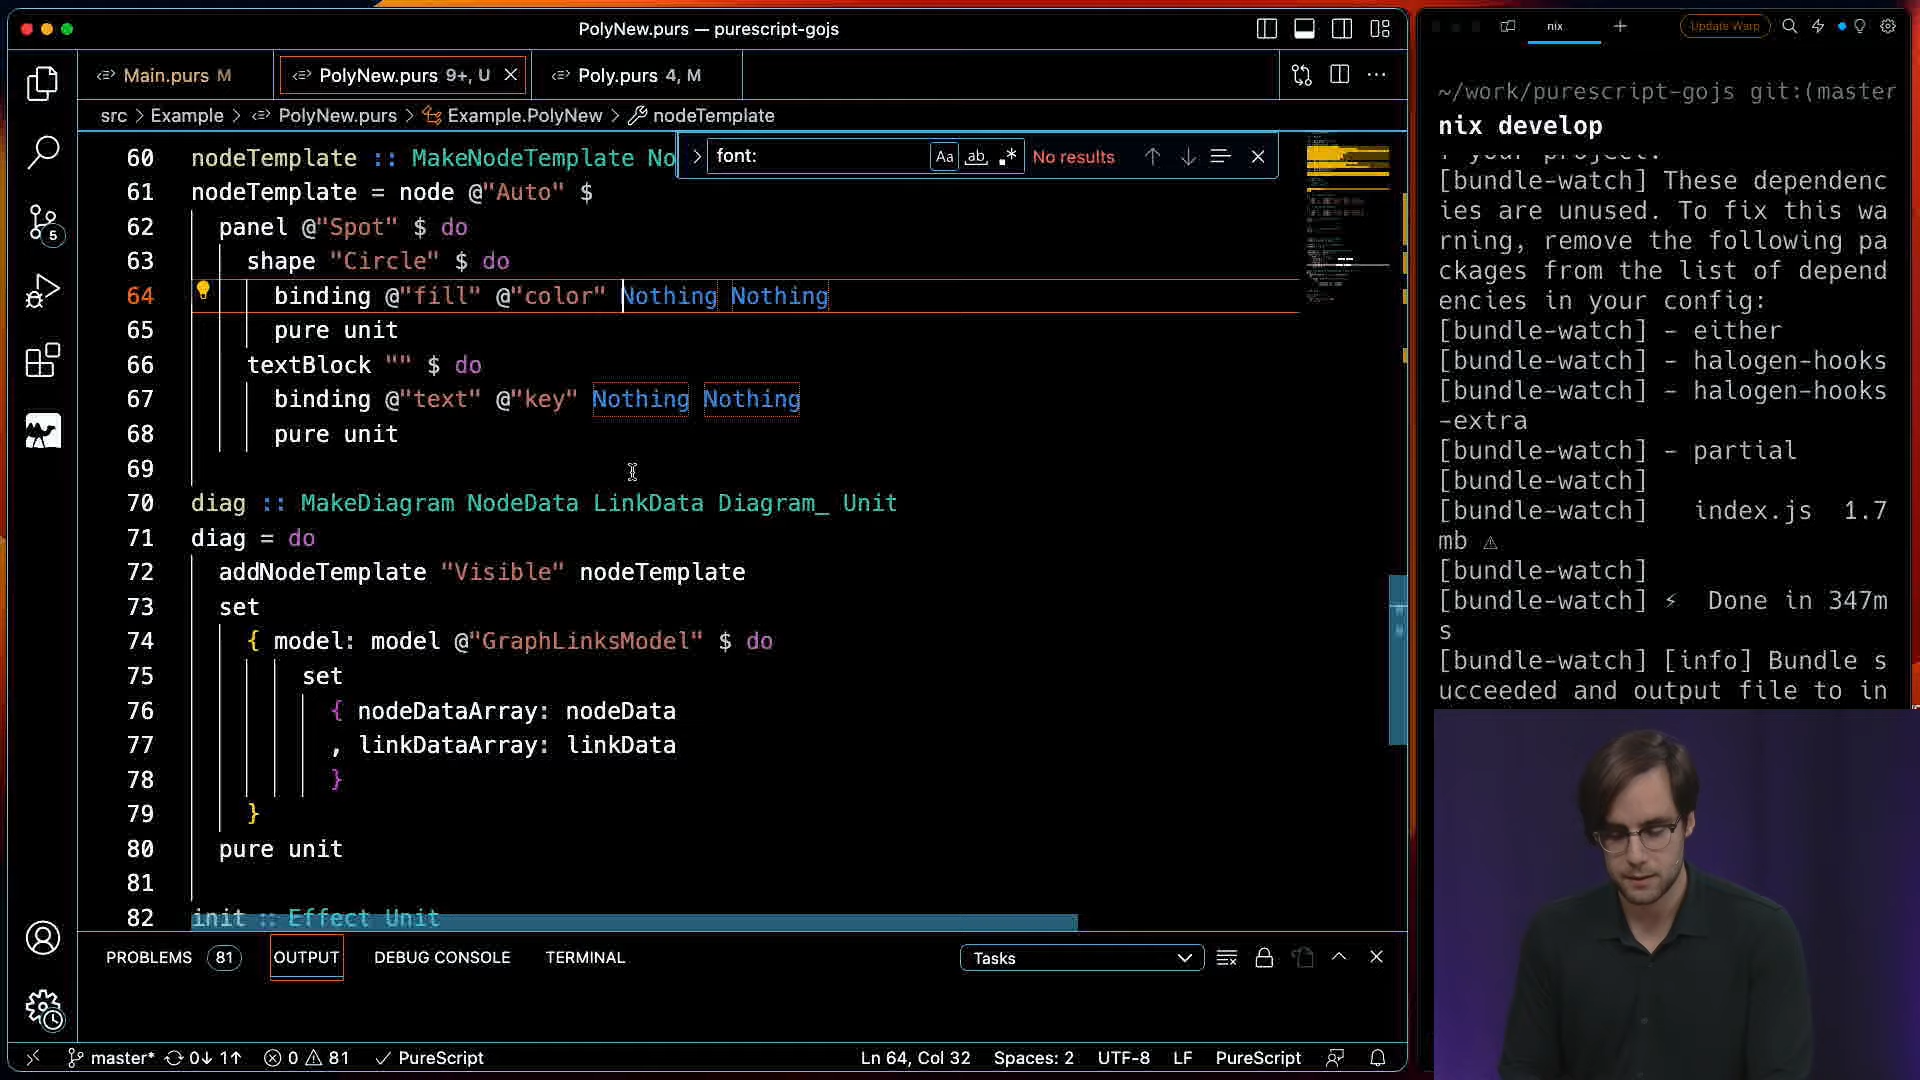 PolyNew.purs — purescript-gojs
Main.purs M
PolyNew.purs 9+, U
Poly.purs 4, M
src > Example > PolyNew.purs > Example.PolyNew > nodeTemplate
font:
Aa ab .* No results
60 nodeTemplate :: MakeNodeTemplate No
61 nodeTemplate = node @"Auto" $
62 panel @"Spot" $ do
63 shape "Circle" $ do
64 binding @"fill" @"color" Nothing Nothing
65 pure unit
66 textBlock "" $ do
67 binding @"text" @"key" Nothing Nothing
68 pure unit
69
70 diag :: MakeDiagram NodeData LinkData Diagram_ Unit
71 diag = do
72 addNodeTemplate "Visible" nodeTemplate
73 set
74 { model: model @"GraphLinksModel" $ do
75 set
76 { nodeDataArray: nodeData
77 , linkDataArray: linkData
78 }
79 }
80 pure unit
81
82 init :: Effect Unit
5
PROBLEMS 81 OUTPUT DEBUG CONSOLE TERMINAL
Tasks
master* 0↓ 1↑ 0 81 PureScript
Ln 64, Col 32 Spaces: 2 UTF-8 LF PureScript
nix
Update Warp
~/work/purescript-gojs git:(master
nix develop
f your project.
[bundle-watch] These dependenc
ies are unused. To fix this wa
rning, remove the following pa
ckages from the list of depend
encies in your config:
[bundle-watch] - either
[bundle-watch] - halogen-hooks
[bundle-watch] - halogen-hooks
-extra
[bundle-watch] - partial
[bundle-watch]
[bundle-watch] index.js 1.7
mb ⚠
[bundle-watch]
[bundle-watch] ⚡ Done in 347m
s
[bundle-watch] [info] Bundle s
ucceeded and output file to in